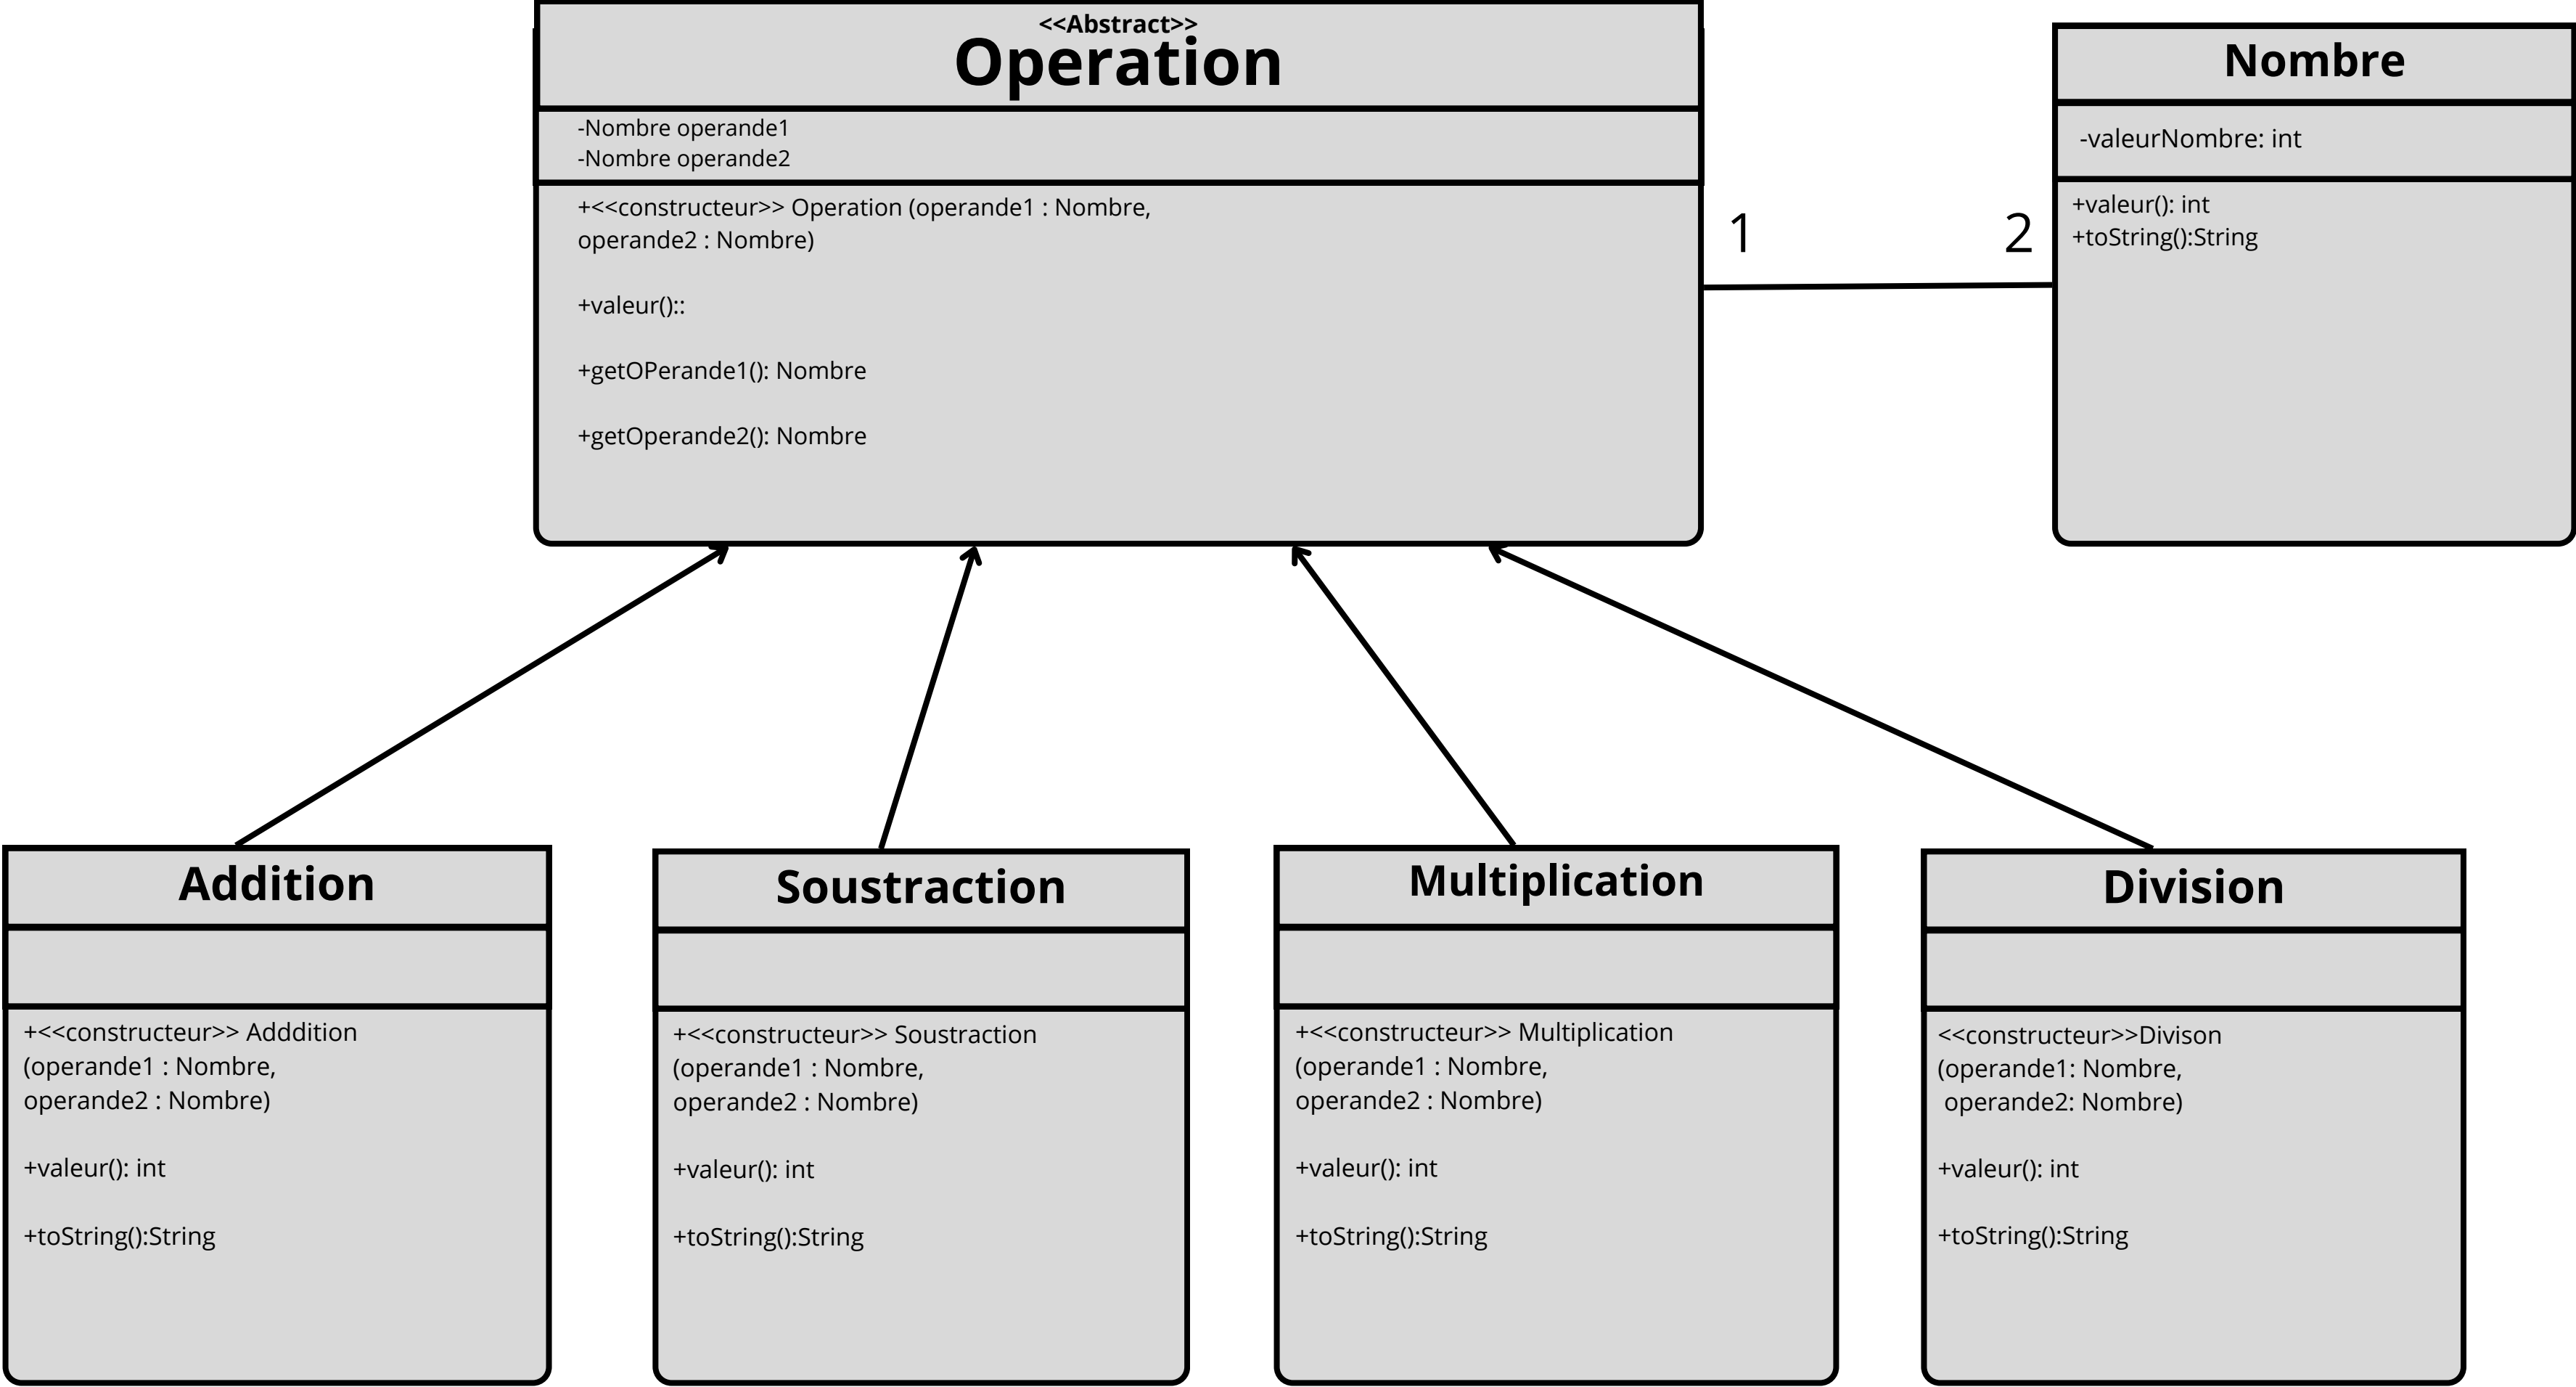 <<Abstract>>
Operation
-Nombre operande1
-Nombre operande2
+<<constructeur>> Operation (operande1 : Nombre,
operande2 : Nombre)
+valeur()::
+getOPerande1(): Nombre
+getOperande2(): Nombre
1
2
Nombre
-valeurNombre: int
+valeur(): int
+toString():String
Addition
+<<constructeur>> Adddition
(operande1 : Nombre,
operande2 : Nombre)
+valeur(): int
+toString():String
Soustraction
+<<constructeur>> Soustraction
(operande1 : Nombre,
operande2 : Nombre)
+valeur(): int
+toString():String
Multiplication
+<<constructeur>> Multiplication
(operande1 : Nombre,
operande2 : Nombre)
+valeur(): int
+toString():String
Division
<<constructeur>>Divison
(operande1: Nombre,
operande2: Nombre)
+valeur(): int
+toString():String